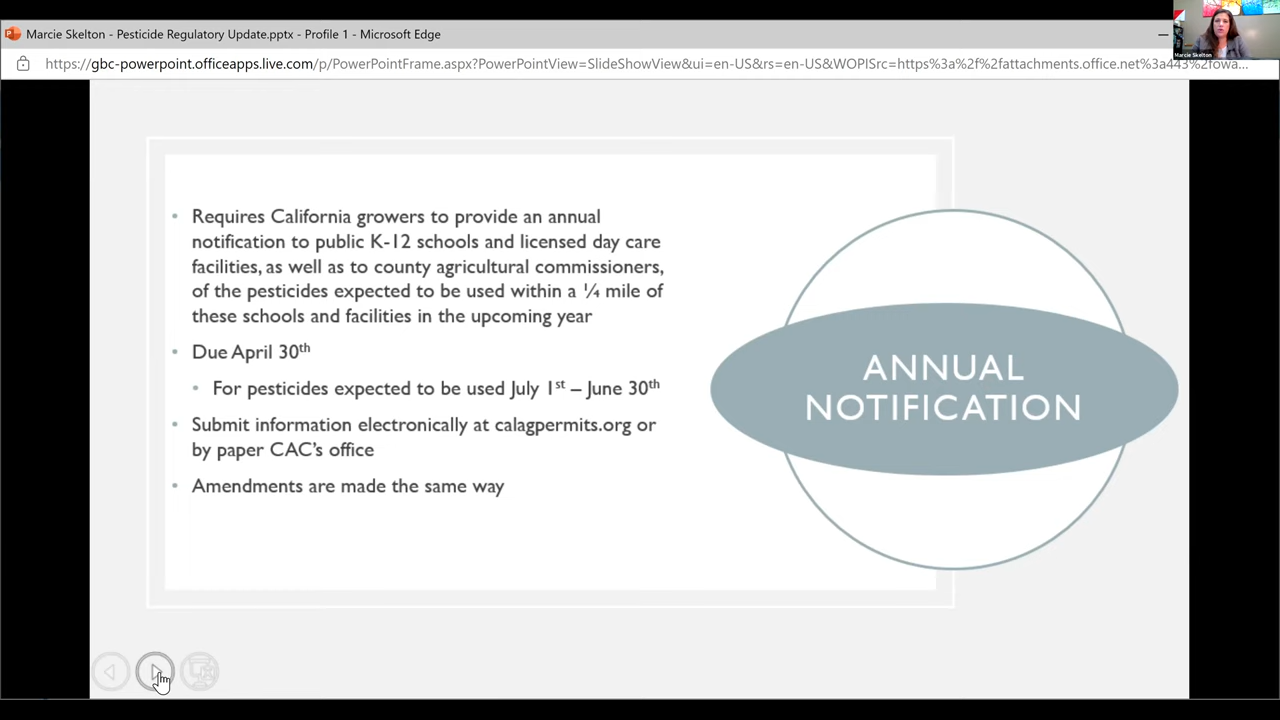 Marcie Skelton - Pesticide Regulatory Update.pptx - Profile 1 - Microsoft Edge
https://gbc-powerpoint.officeapps.live.com/p/PowerPointFrame.aspx?PowerPointView=SlideShowView&ui=en-US&rs=en-US&WOPISrc=https%3a%2f%2fattachments.office.net%3a443%2fowa...
Marcie Skelton
• Requires California growers to provide an annual
notification to public K-12 schools and licensed day care
facilities, as well as to county agricultural commissioners,
of the pesticides expected to be used within a ¼ mile of
these schools and facilities in the upcoming year
• Due April 30th
• For pesticides expected to be used July 1st – June 30th
• Submit information electronically at calagpermits.org or
by paper CAC's office
• Amendments are made the same way
ANNUAL
NOTIFICATION